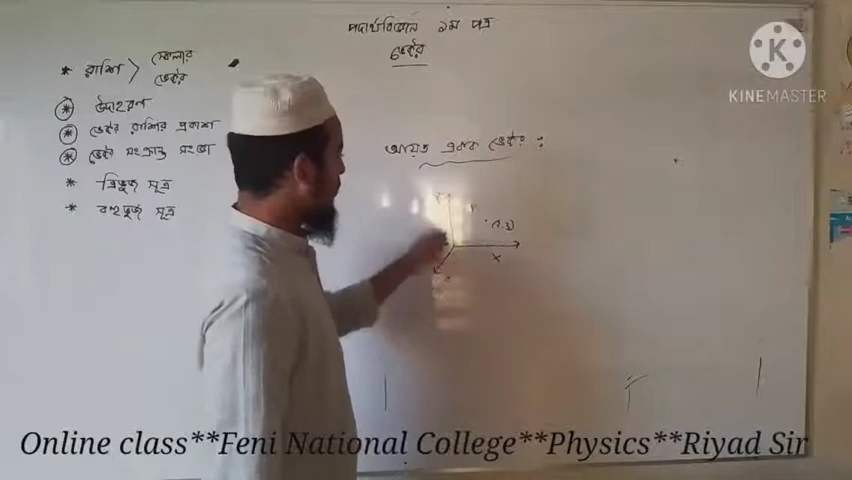 পদার্থবিজ্ঞান ১ম পত্র
ভেক্টর
* রাশি > স্কেলার
ভেক্টর
* উদাহরণ
* ভেক্টর রাশির প্রকাশ
* ভেক্টর সংক্রান্ত সংজ্ঞা
* ত্রিভুজ সূত্র
* বহুভুজ সূত্র
আয়ত একক ভেক্টর :
Y
X
Z
K
KINEMASTER
Online class**Feni National College**Physics**Riyad Sir